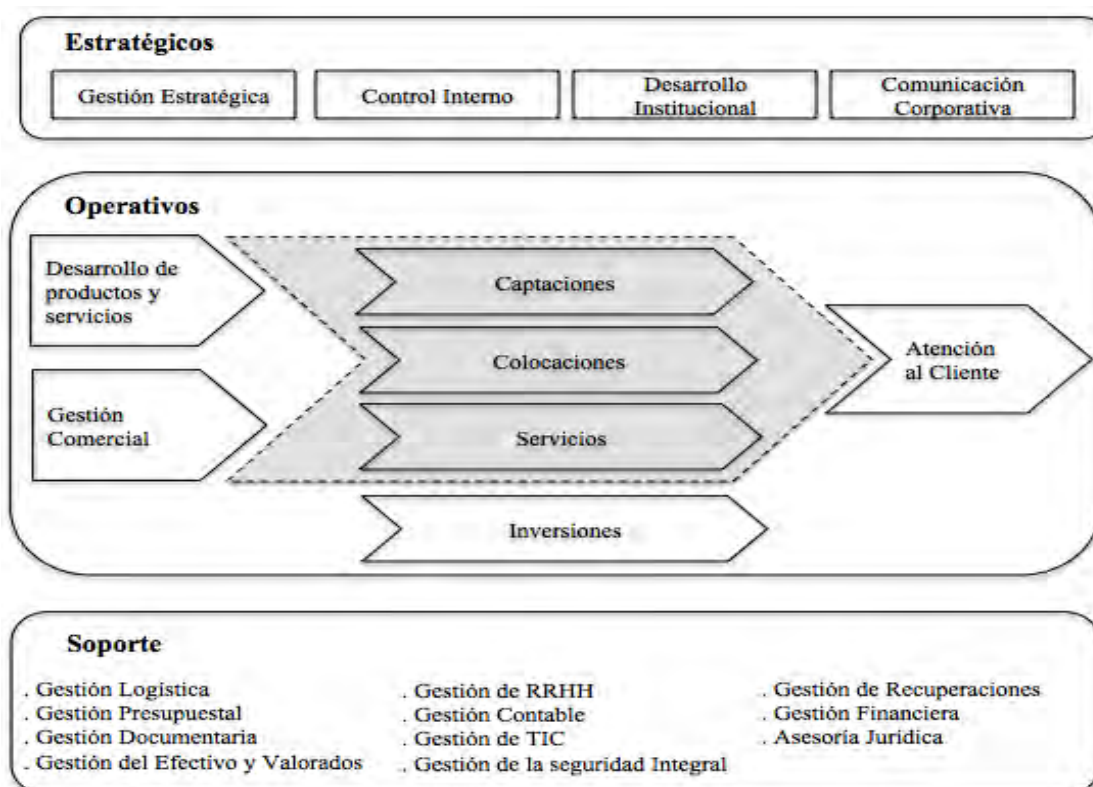 Estratégicos
Gestión Estratégica
Control Interno
Desarrollo
Institucional
Comunicación
Corporativa
Operativos
Desarrollo de
productos y
servicios
Gestión
Comercial
Captaciones
Colocaciones
Servicios
Inversiones
Atención
al Cliente
Soporte
. Gestión Logística
. Gestión Presupuestal
. Gestión Documentaria
. Gestión del Efectivo y Valorados
. Gestión de RRHH
. Gestión Contable
. Gestión de TIC
. Gestión de la seguridad Integral
. Gestión de Recuperaciones
. Gestión Financiera
. Asesoría Jurídica